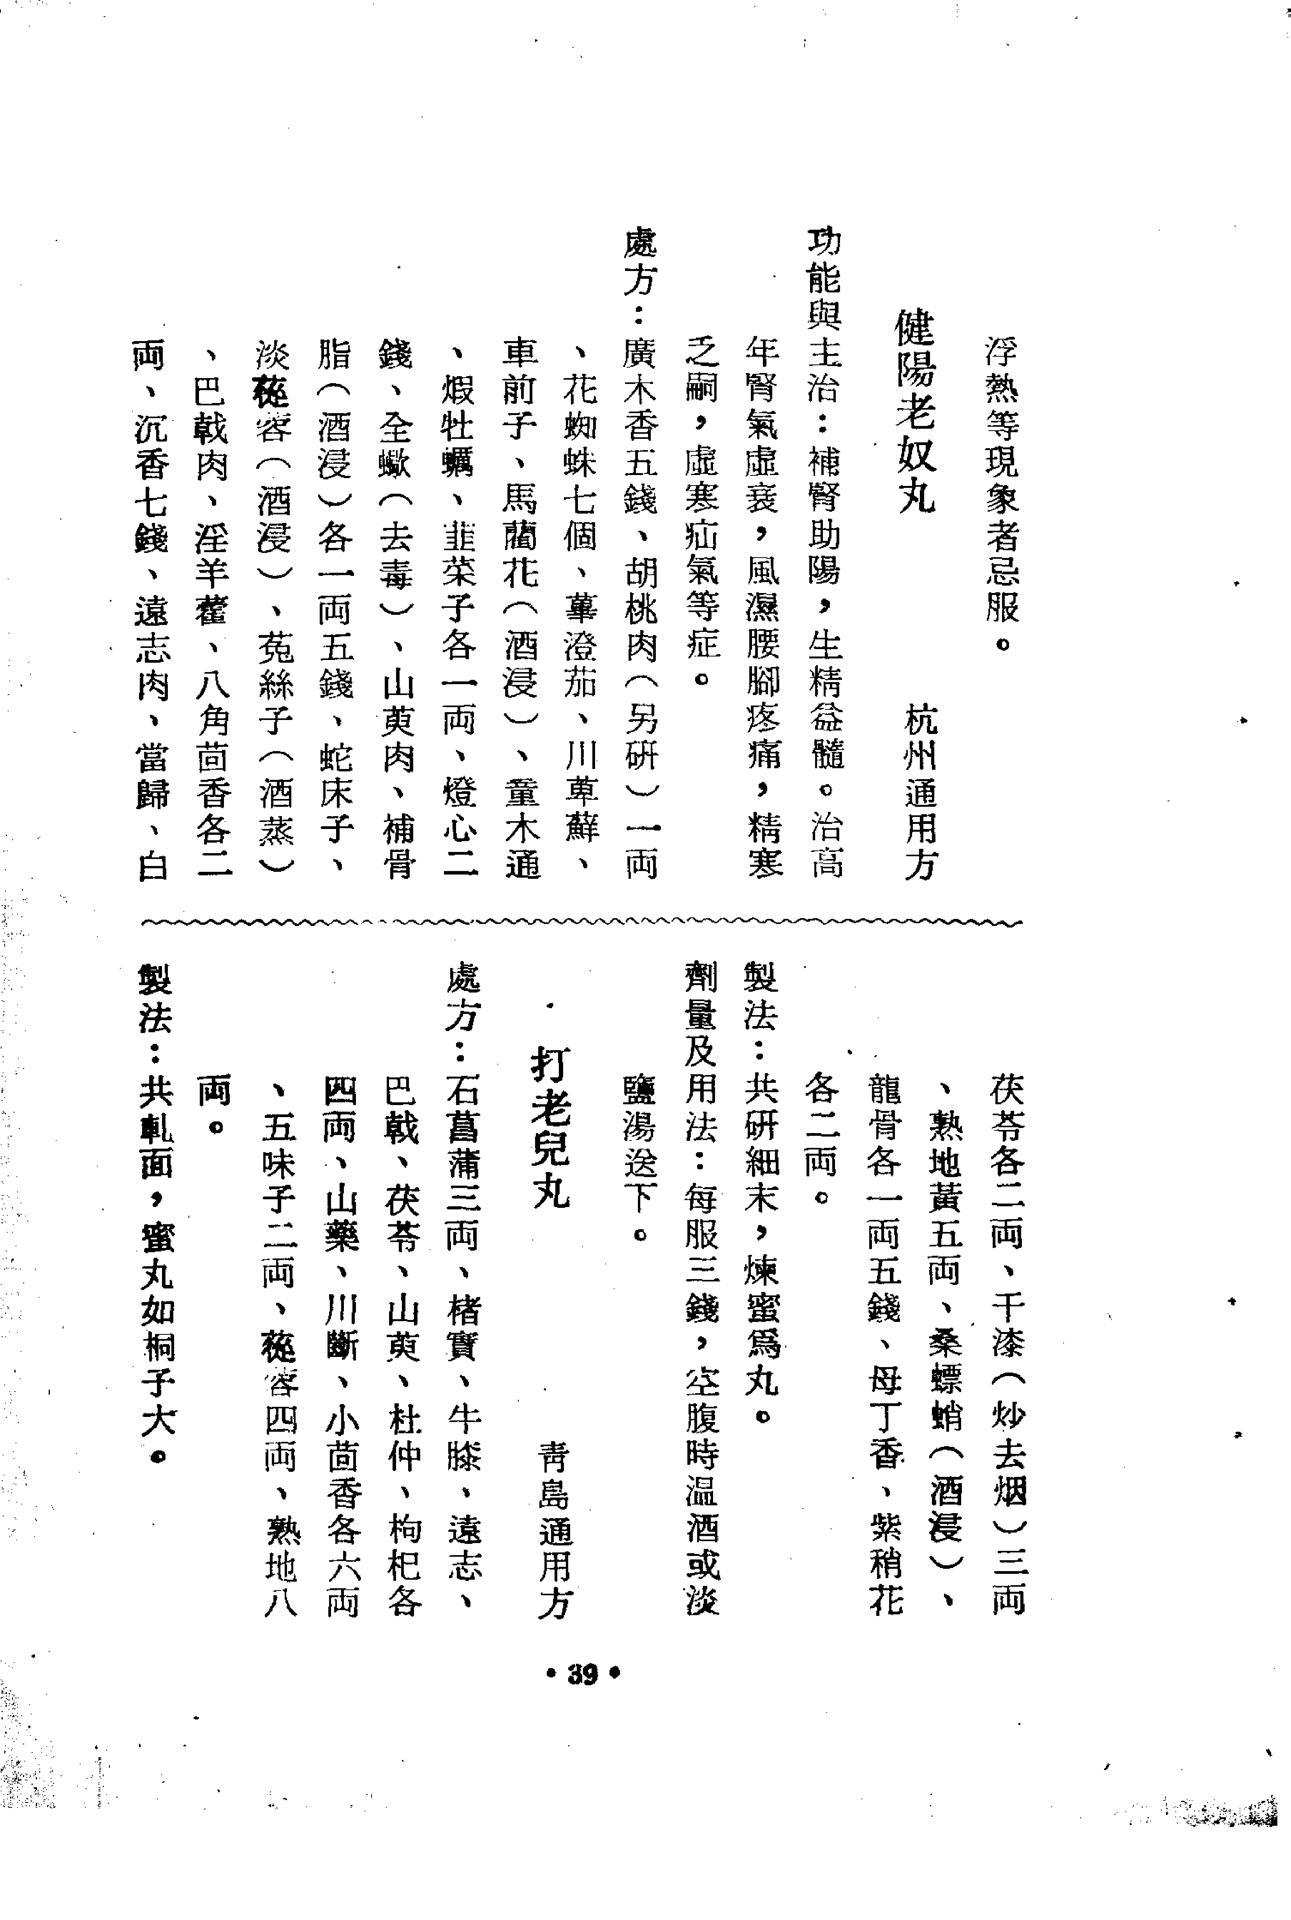 浮熱等現象者忌服。
健陽老奴丸　杭州通用方
功能與主治：補腎助陽，生精益髓。治高
年腎氣虛衰，風濕腰腳疼痛，精寒
乏嗣，虛寒疝氣等症。
處方：廣木香五錢、胡桃肉（另研）一両
、花蜘蛛七個、蓽澄茄、川萆薢、
車前子、馬藺花（酒浸）、童木通
、煆牡蠣、韭菜子各一両、燈心二
錢、全蠍（去毒）、山萸肉、補骨
脂（酒浸）各一両五錢、蛇床子、
淡蓯蓉（酒浸）、菟絲子（酒蒸）
、巴戟肉、淫羊藿、八角茴香各二
両、沉香七錢、遠志肉、當歸、白
茯苓各二両、干漆（炒去烟）三両
、熟地黃五両、桑螵蛸（酒浸）、
龍骨各一両五錢、母丁香、紫稍花
各二両。
製法：共研細末，煉蜜爲丸。
劑量及用法：每服三錢，空腹時温酒或淡
鹽湯送下。
打老兒丸　青島通用方
處方：石菖蒲三両、楮實、牛膝、遠志、
巴戟、茯苓、山萸、杜仲、枸杞各
四両、山藥、川斷、小茴香各六両
、五味子二両、蓯蓉四両、熟地八
両。
製法：共軋面，蜜丸如桐子大。
•39•